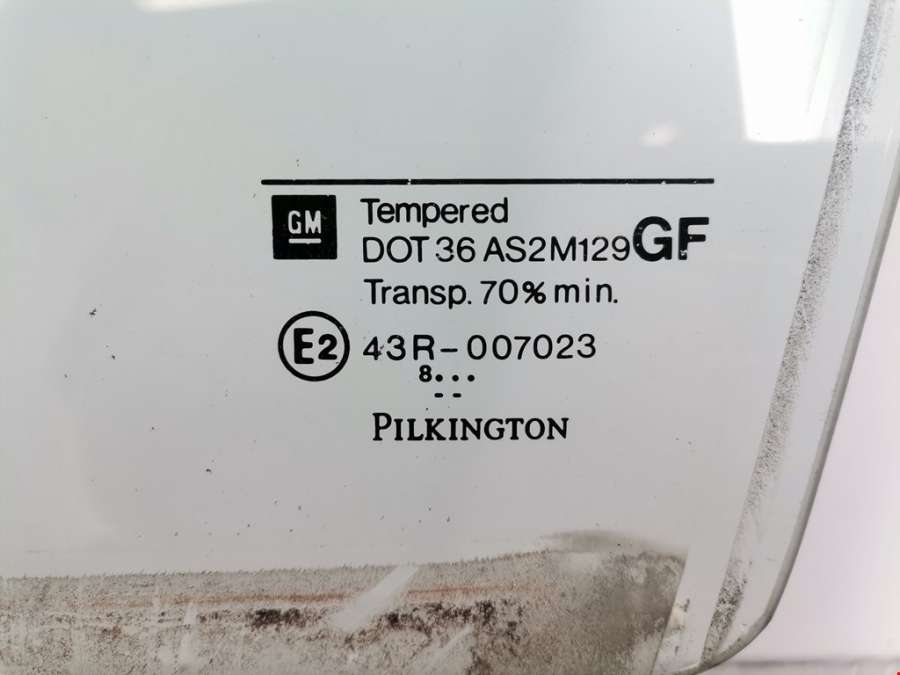 GM
Tempered
DOT 36 AS2M129 GF
Transp. 70% min.
E2 43R-007023
8...
--
PILKINGTON